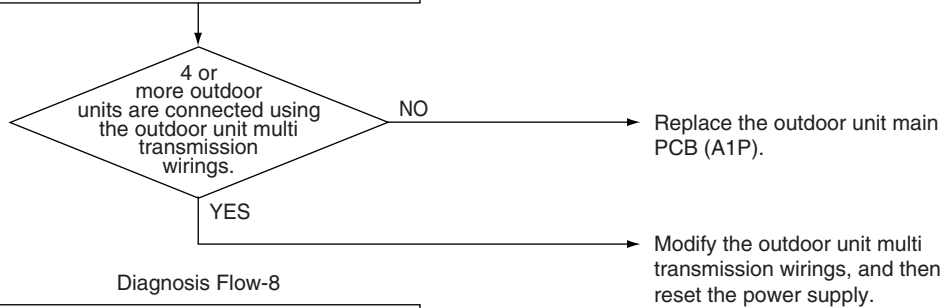 4 or
more outdoor
units are connected using
the outdoor unit multi
transmission
wirings.
NO
Replace the outdoor unit main
PCB (A1P).
YES
Modify the outdoor unit multi
transmission wirings, and then
reset the power supply.
Diagnosis Flow-8